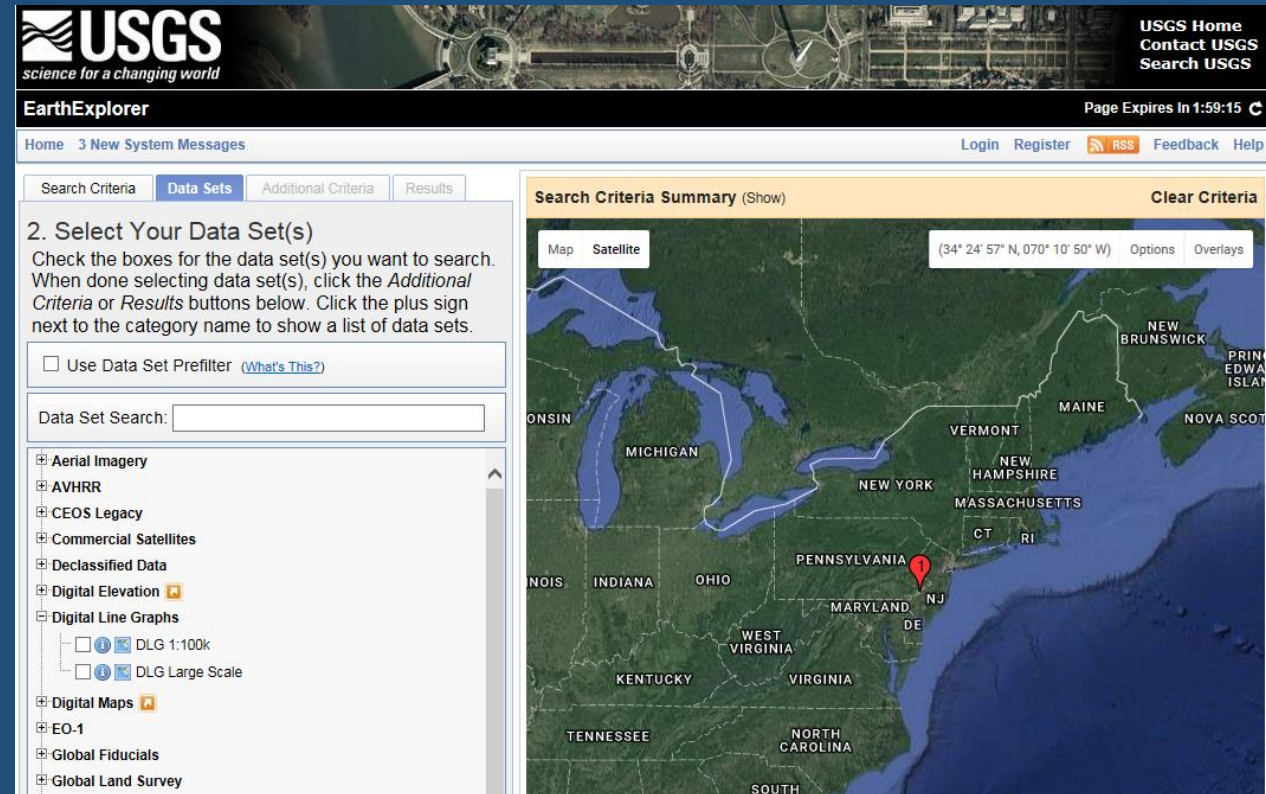 USGS
science for a changing world
USGS Home
Contact USGS
Search USGS
EarthExplorer
Page Expires In 1:59:15
Home 3 New System Messages
Login Register RSS Feedback Help
Search Criteria Data Sets Additional Criteria Results
2. Select Your Data Set(s)
Check the boxes for the data set(s) you want to search.
When done selecting data set(s), click the Additional
Criteria or Results buttons below. Click the plus sign
next to the category name to show a list of data sets.
Use Data Set Prefilter (What's This?)
Data Set Search:
Aerial Imagery
AVHRR
CEOS Legacy
Commercial Satellites
Declassified Data
Digital Elevation
Digital Line Graphs
DLG 1:100k
DLG Large Scale
Digital Maps
EO-1
Global Fiducials
Global Land Survey
Search Criteria Summary (Show)
Clear Criteria
Map Satellite
(34° 24' 57" N, 070° 10' 50" W) Options Overlays
NEW
BRUNSWICK
PRIN
EDWA
ISLAN
MAINE
NOVA SCOT
ONSIN
VERMONT
MICHIGAN
NEW
HAMPSHIRE
NEW YORK
MASSACHUSETTS
CT RI
PENNSYLVANIA
1
INOIS INDIANA OHIO
MARYLAND NJ
DE
WEST
VIRGINIA
KENTUCKY VIRGINIA
TENNESSEE
NORTH
CAROLINA
SOUTH